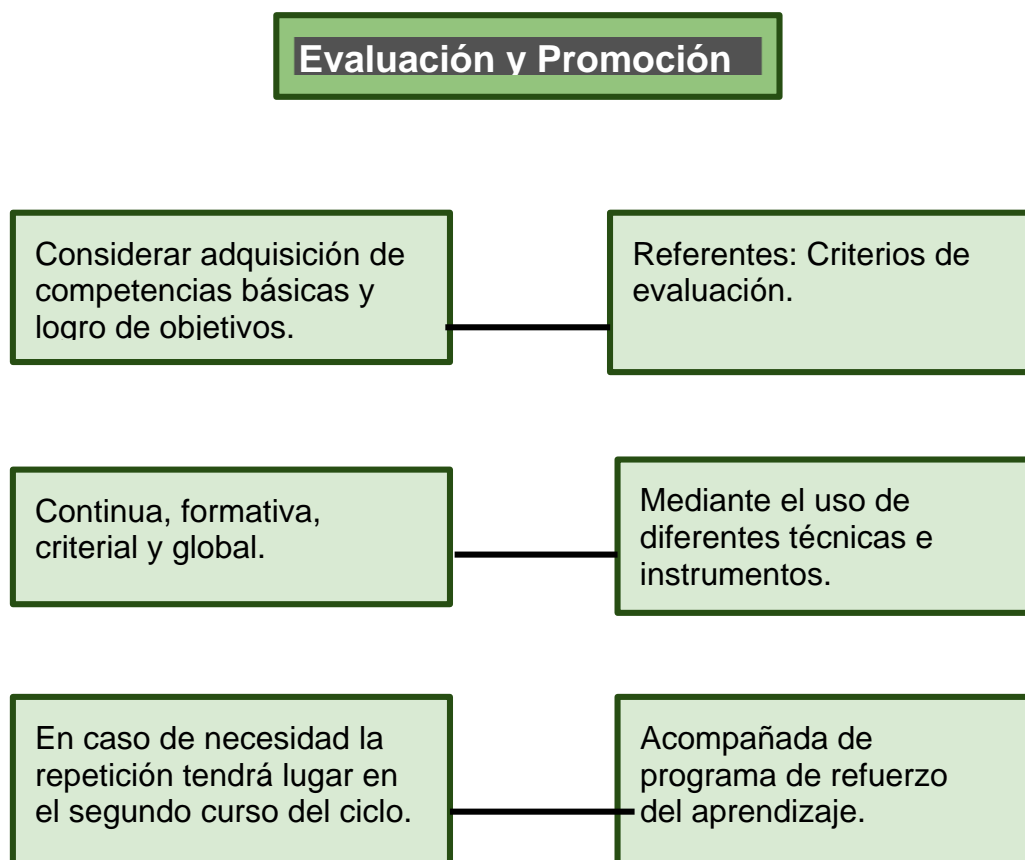 Evaluación y Promoción
Considerar adquisición de
competencias básicas y
logro de objetivos.
Referentes: Criterios de
evaluación.
Continua, formativa,
criterial y global.
Mediante el uso de
diferentes técnicas e
instrumentos.
En caso de necesidad la
repetición tendrá lugar en
el segundo curso del ciclo.
Acompañada de
programa de refuerzo
del aprendizaje.